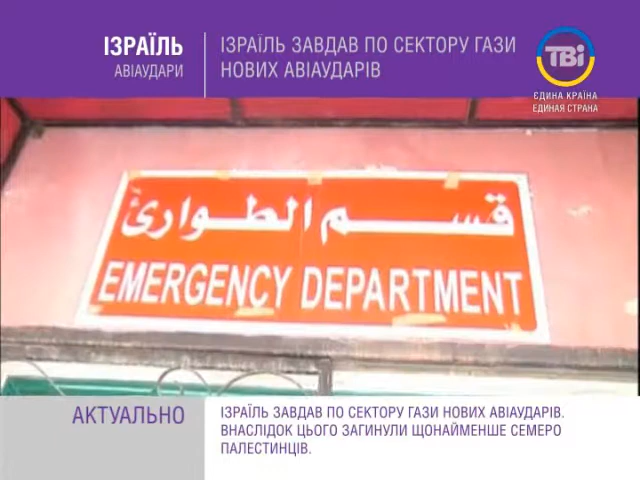 ІЗРАЇЛЬ
АВІАУДАРИ
ІЗРАЇЛЬ ЗАВДАВ ПО СЕКТОРУ ГАЗИ
НОВИХ АВІАУДАРІВ
ТВі
ЄДИНА КРАЇНА
ЕДИНАЯ СТРАНА
قسم الطوارئ
EMERGENCY DEPARTMENT
АКТУАЛЬНО
ІЗРАЇЛЬ ЗАВДАВ ПО СЕКТОРУ ГАЗИ НОВИХ АВІАУДАРІВ.
ВНАСЛІДОК ЦЬОГО ЗАГИНУЛИ ЩОНАЙМЕНШЕ СЕМЕРО
ПАЛЕСТИНЦІВ.